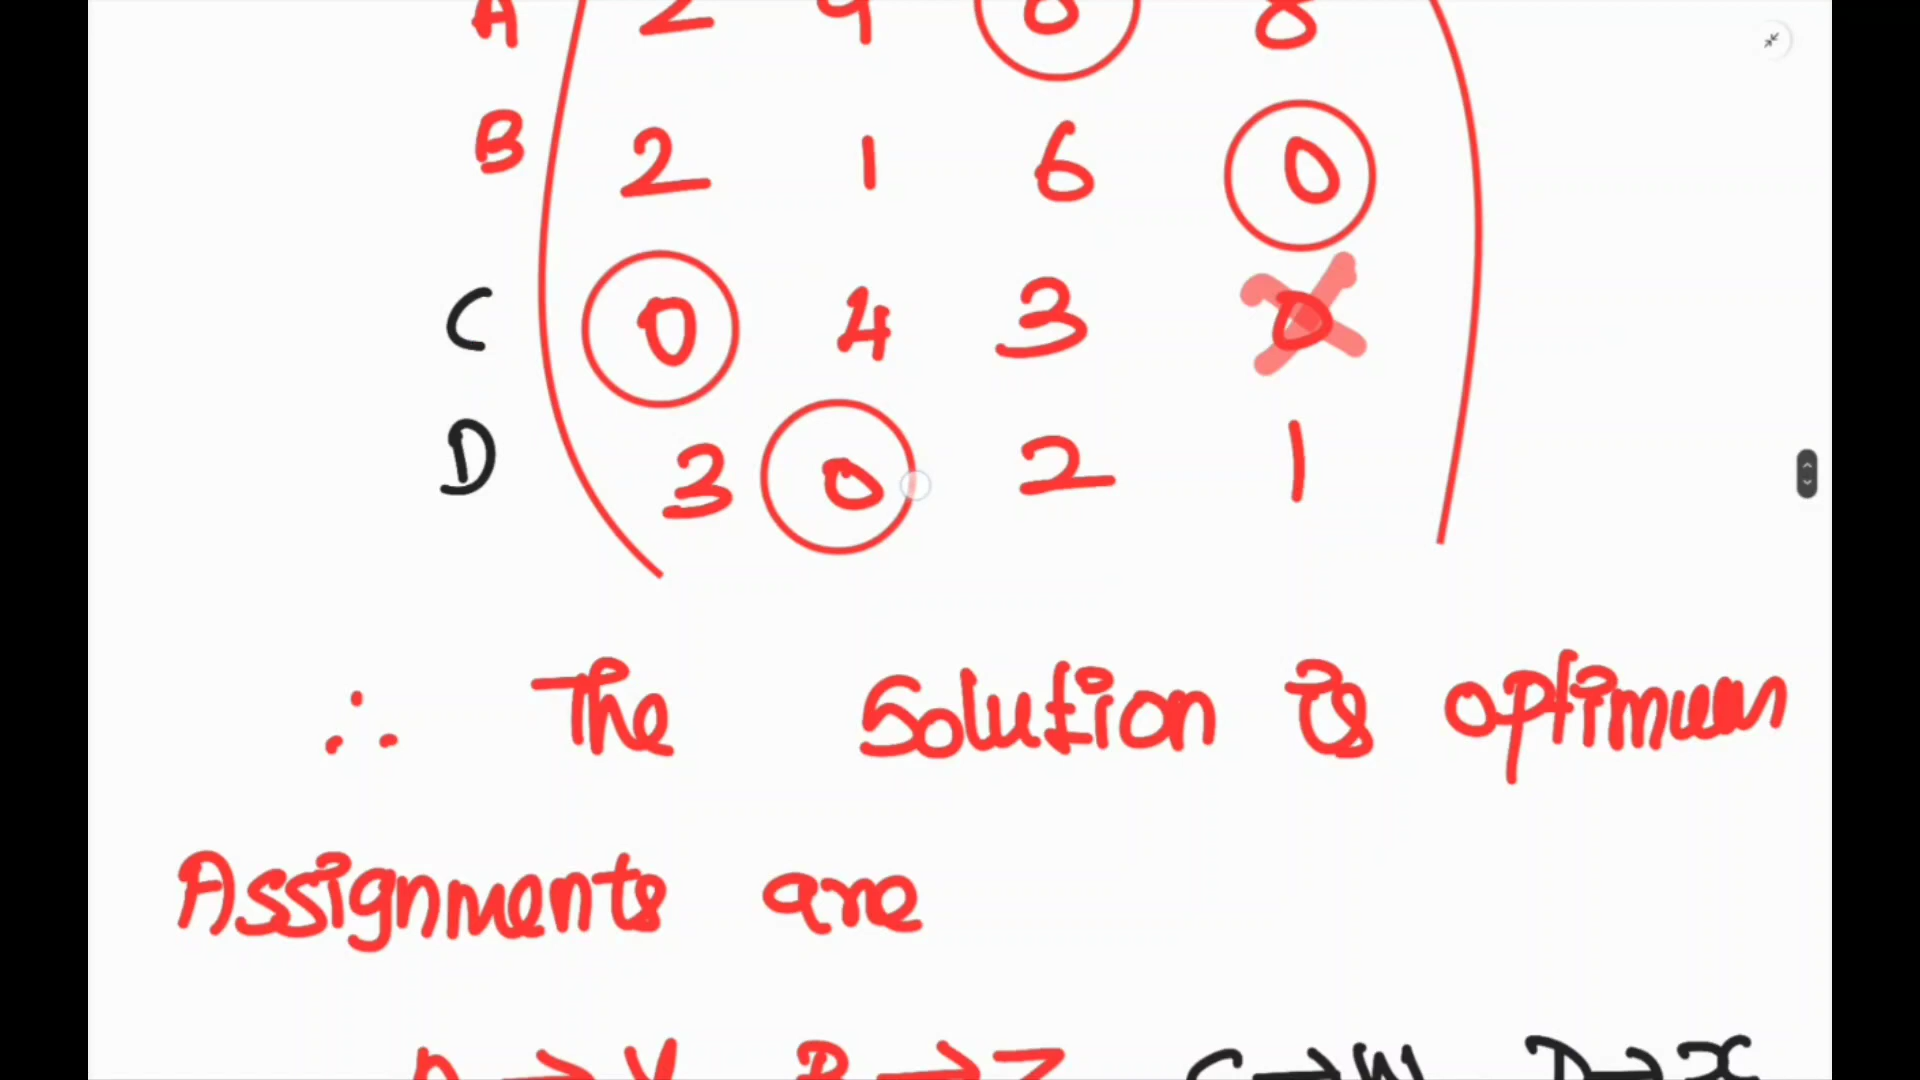 A 2 9 0 8
B 2 1 6 0
C 0 4 3 0
D 3 0 2 1
∴ The Solution is optimum
Assignments are
A → Y B → Z C → W D → X